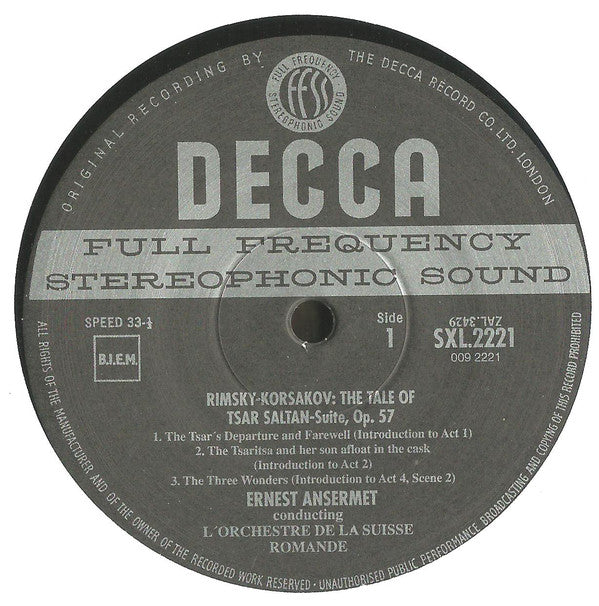 ORIGINAL RECORDING BY THE DECCA RECORD CO. LTD. LONDON
FULL FREQUENCY
STEREOPHONIC SOUND
FFSS
DECCA
FULL FREQUENCY
STEREOPHONIC SOUND
SPEED 33-⅓
B.I.E.M.
Side
1
ZAL.3429
SXL.2221
009 2221
RIMSKY-KORSAKOV: THE TALE OF
TSAR SALTAN-Suite, Op. 57
1. The Tsar´s Departure and Farewell (Introduction to Act 1)
2. The Tsaritsa and her son afloat in the cask
(Introduction to Act 2)
3. The Three Wonders (Introduction to Act 4, Scene 2)
ERNEST ANSERMET
conducting
L´ORCHESTRE DE LA SUISSE
ROMANDE
ALL RIGHTS OF THE MANUFACTURER AND OF THE OWNER OF THE RECORDED WORK RESERVED · UNAUTHORISED PUBLIC PERFORMANCE BROADCASTING AND COPYING OF THIS RECORD PROHIBITED